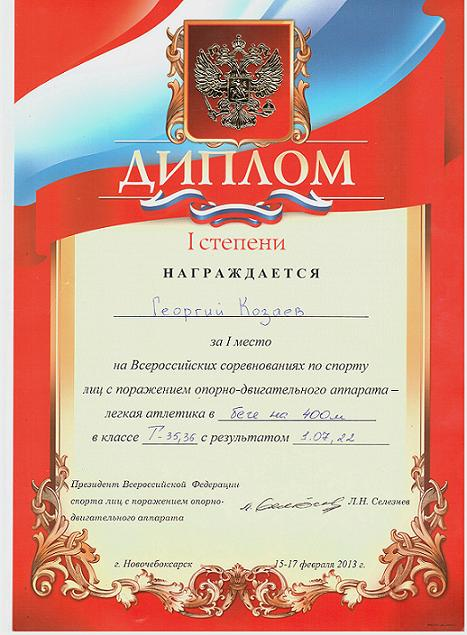 ДИПЛОМ
I степени
НАГРАЖДАЕТСЯ
Георгий Козаев
за I место
на Всероссийских соревнованиях по спорту
лиц с поражением опорно-двигательного аппарата –
легкая атлетика в беге на 400м
в классе Т-35,36 с результатом 1.07,22
Президент Всероссийской Федерации
спорта лиц с поражением опорно- Л.Н. Селезнев
двигательного аппарата
г. Новочебоксарск 15-17 февраля 2013 г.